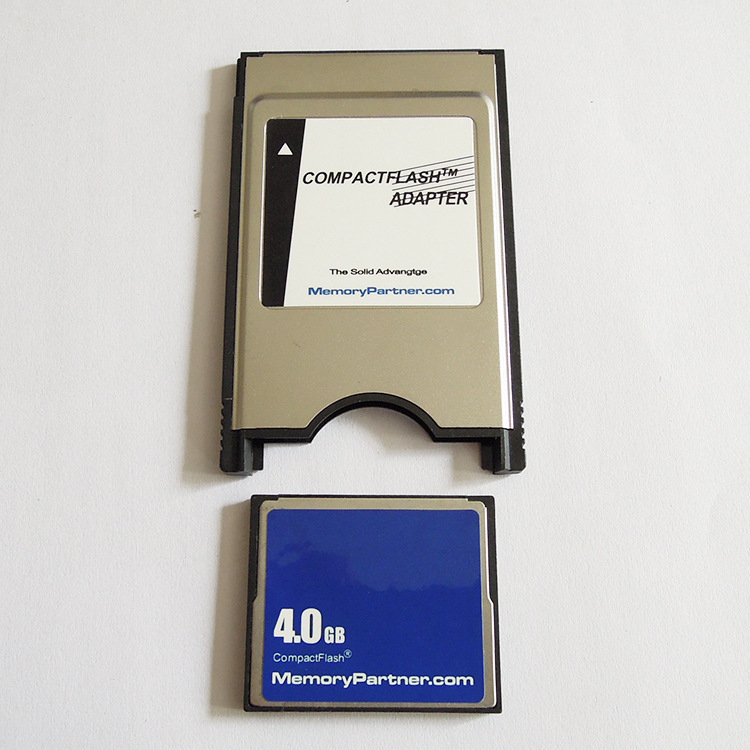 COMPACTFLASH™
ADAPTER
The Solid Advangtge
MemoryPartner.com
4.0GB
CompactFlash®
MemoryPartner.com